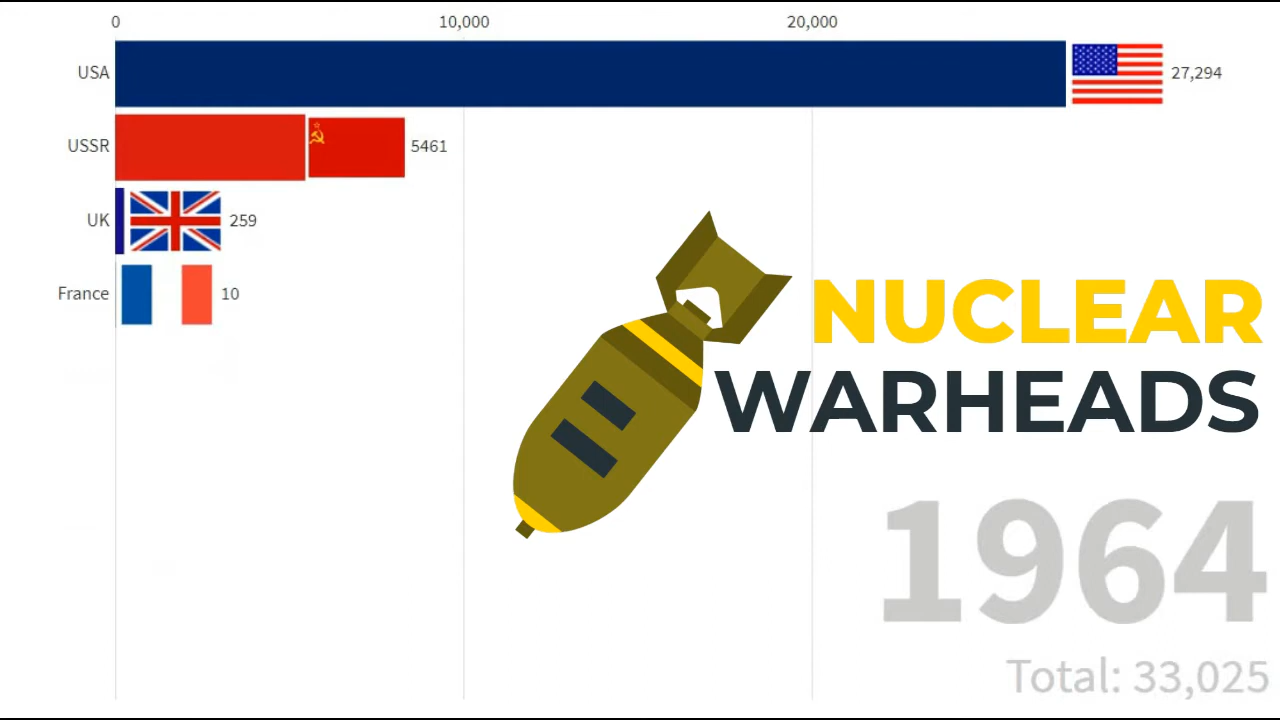 0 10,000 20,000
USA 27,294
USSR 5461
UK 259
France 10
NUCLEAR
WARHEADS
1964
Total: 33,025